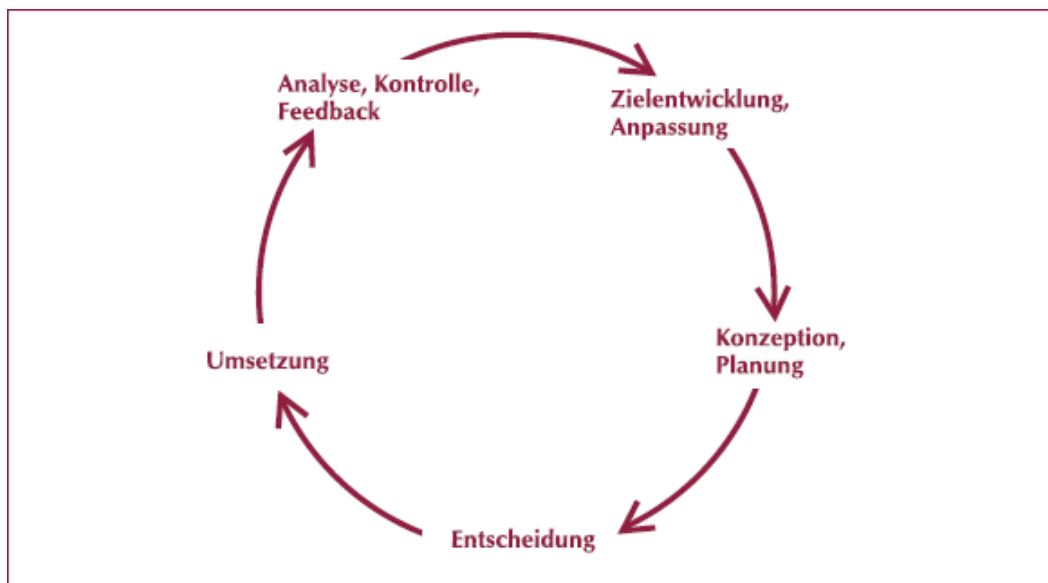 Analyse, Kontrolle,
Feedback
Zielentwicklung,
Anpassung
Konzeption,
Planung
Entscheidung
Umsetzung